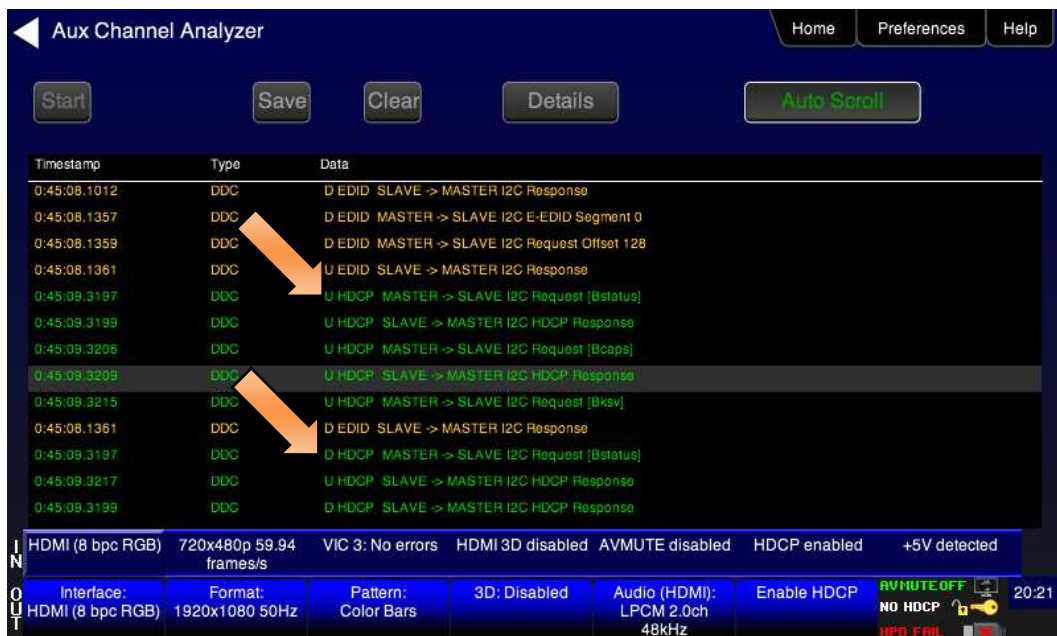 Aux Channel Analyzer
Home Preferences Help
Start Save Clear Details Auto Scroll
Timestamp Type Data
0:45:08.1012 DDC D EDID SLAVE -> MASTER I2C Response
0:45:08.1357 DDC D EDID MASTER -> SLAVE I2C E-EDID Segment 0
0:45:08.1359 DDC D EDID MASTER -> SLAVE I2C Request Offset 128
0:45:08.1361 DDC U EDID SLAVE -> MASTER I2C Response
0:45:09.3197 DDC U HDCP MASTER -> SLAVE I2C Request [Bstatus]
0:45:09.3199 DDC U HDCP SLAVE -> MASTER I2C HDCP Response
0:45:09.3206 DDC U HDCP MASTER -> SLAVE I2C Request [Bcaps]
0:45:09.3209 DDC U HDCP SLAVE -> MASTER I2C HDCP Response
0:45:09.3215 DDC U HDCP MASTER -> SLAVE I2C Request [Bksv]
0:45:08.1361 DDC D EDID SLAVE -> MASTER I2C Response
0:45:09.3197 DDC D HDCP MASTER -> SLAVE I2C Request [Bstatus]
0:45:09.3217 DDC U HDCP SLAVE -> MASTER I2C HDCP Response
0:45:09.3199 DDC D HDCP SLAVE -> MASTER I2C HDCP Response
IN
HDMI (8 bpc RGB) 720x480p 59.94 VIC 3: No errors HDMI 3D disabled AVMUTE disabled HDCP enabled +5V detected
frames/s
OUT
Interface: Format: Pattern: 3D: Disabled Audio (HDMI): Enable HDCP AVMUTE OFF
HDMI (8 bpc RGB) 1920x1080 50Hz Color Bars LPCM 2.0ch NO HDCP 20:21
48kHz HPD FAIL